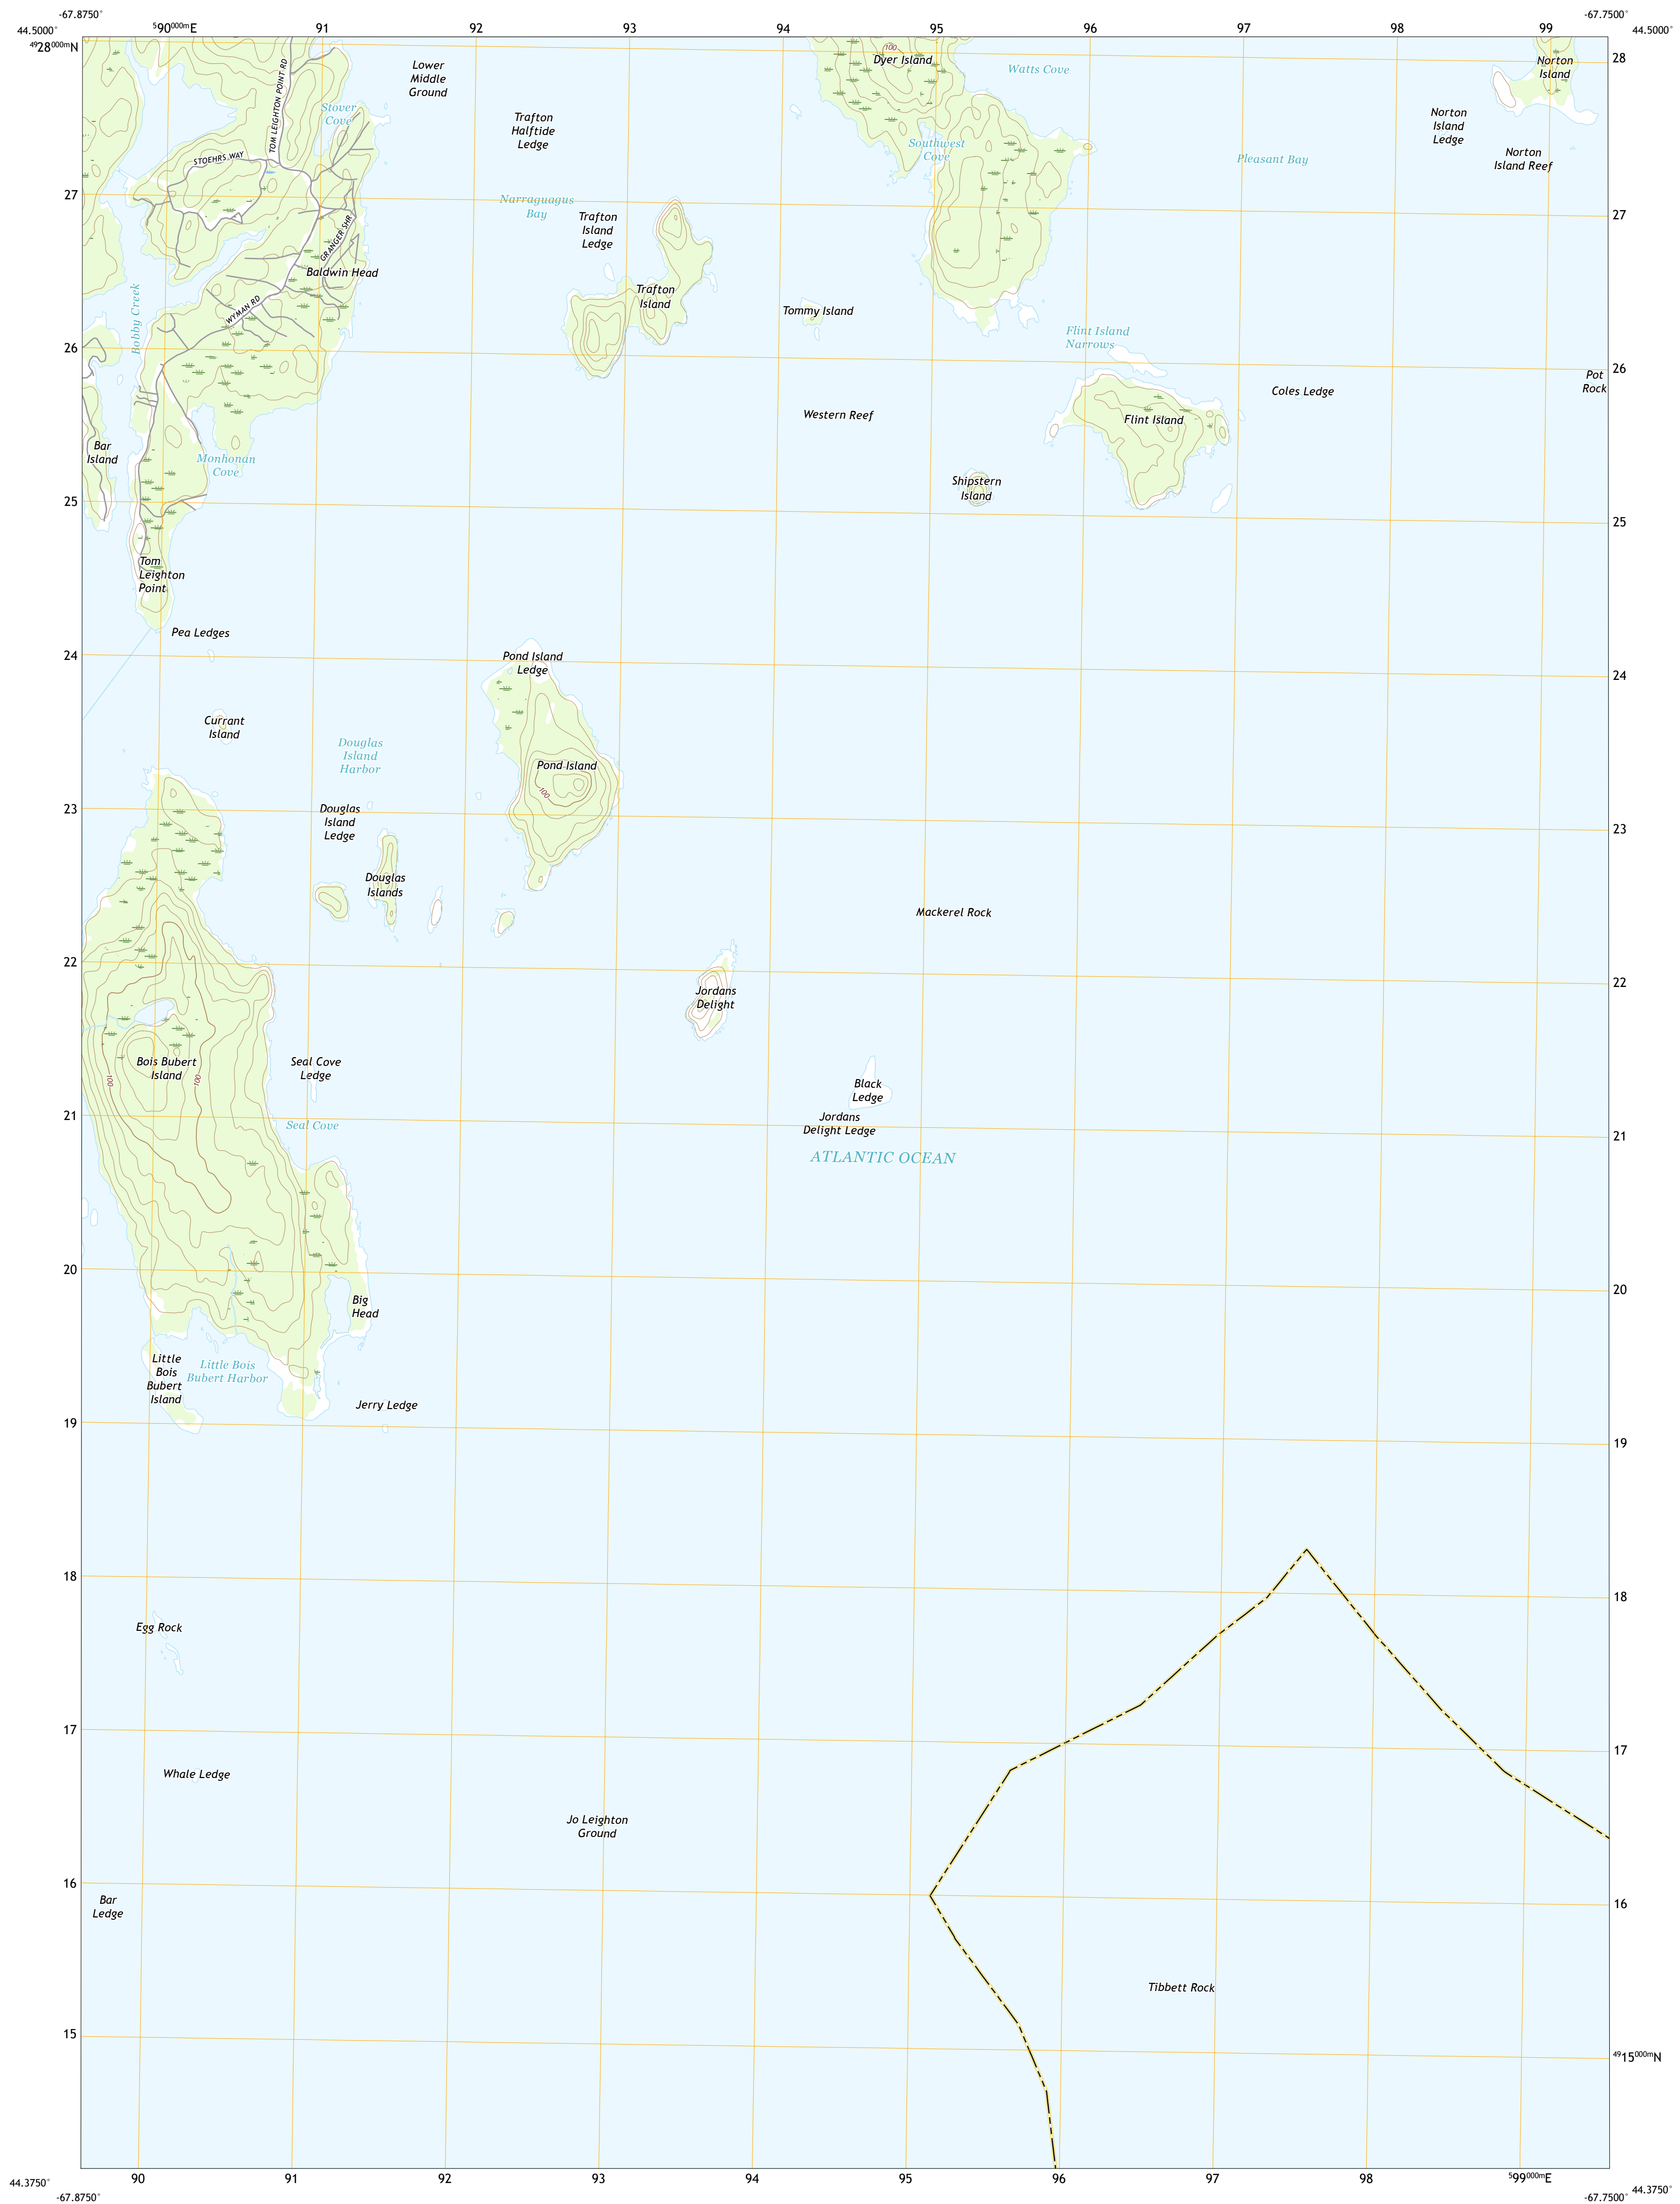 -67.8750°
-67.7500°
44.5000°
⁵90⁰⁰⁰ᵐE
91
92
93
94
95
96
97
98
99
44.5000°
⁴⁹28⁰⁰⁰ᵐN
28
TOM LEIGHTON POINT RD
Lower
Middle
Ground
100
Dyer Island
Watts Cove
Norton
Island
Stover
Cove
Trafton
Halftide
Ledge
Norton
Island
Ledge
STOEHRS WAY
Southwest
Cove
Pleasant Bay
Norton
Island Reef
27
27
Narraguagus
Bay
Trafton
Island
Ledge
GRANGER SHR
Baldwin Head
Trafton
Island
Tommy Island
WYMAN RD
Bobby Creek
Flint Island
Narrows
26
26
Pot
Rock
Coles Ledge
Western Reef
Flint Island
Bar
Island
Monhonan
Cove
Shipstern
Island
25
25
Tom
Leighton
Point
Pea Ledges
24
24
Pond Island
Ledge
Currant
Island
Douglas
Island
Harbor
Pond Island
100
23
23
Douglas
Island
Ledge
Douglas
Islands
Mackerel Rock
22
22
Jordans
Delight
Bois Bubert
Island
100
100
Seal Cove
Ledge
Black
Ledge
21
21
Seal Cove
Jordans
Delight Ledge
ATLANTIC OCEAN
20
20
Big
Head
Little
Bois
Bubert
Island
Little Bois
Bubert Harbor
Jerry Ledge
19
19
18
18
Egg Rock
17
17
Whale Ledge
Jo Leighton
Ground
16
16
Bar
Ledge
Tibbett Rock
15
⁴⁹15⁰⁰⁰ᵐN
44.3750°
90
91
92
93
94
95
96
97
98
⁵99⁰⁰⁰ᵐE
44.3750°
-67.8750°
-67.7500°